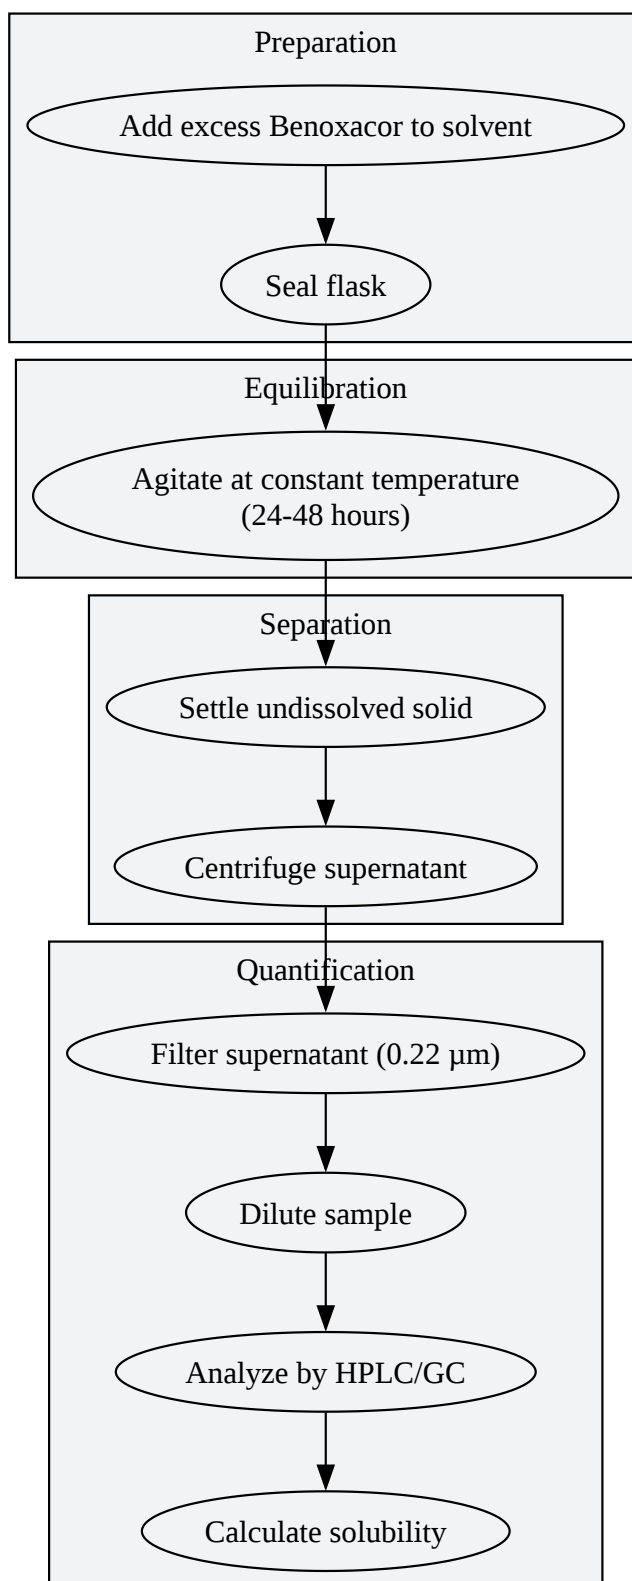 Preparation
Add excess Benoxacor to solvent
Seal flask
Equilibration
Agitate at constant temperature
(24-48 hours)
Separation
Settle undissolved solid
Centrifuge supernatant
Quantification
Filter supernatant (0.22 µm)
Dilute sample
Analyze by HPLC/GC
Calculate solubility